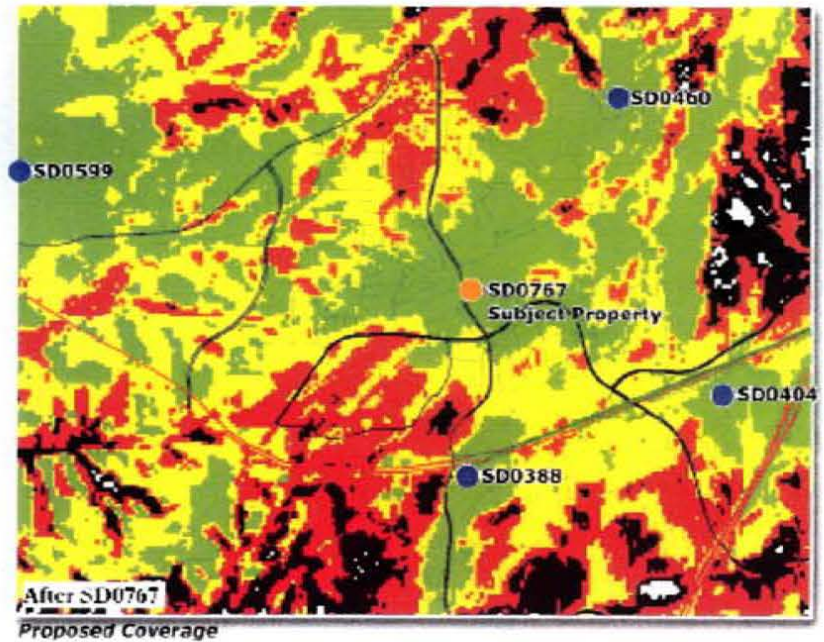 SD0460
SD0599
SD0767
Subject Property
SD0404
SD0388
After SD0767
Proposed Coverage